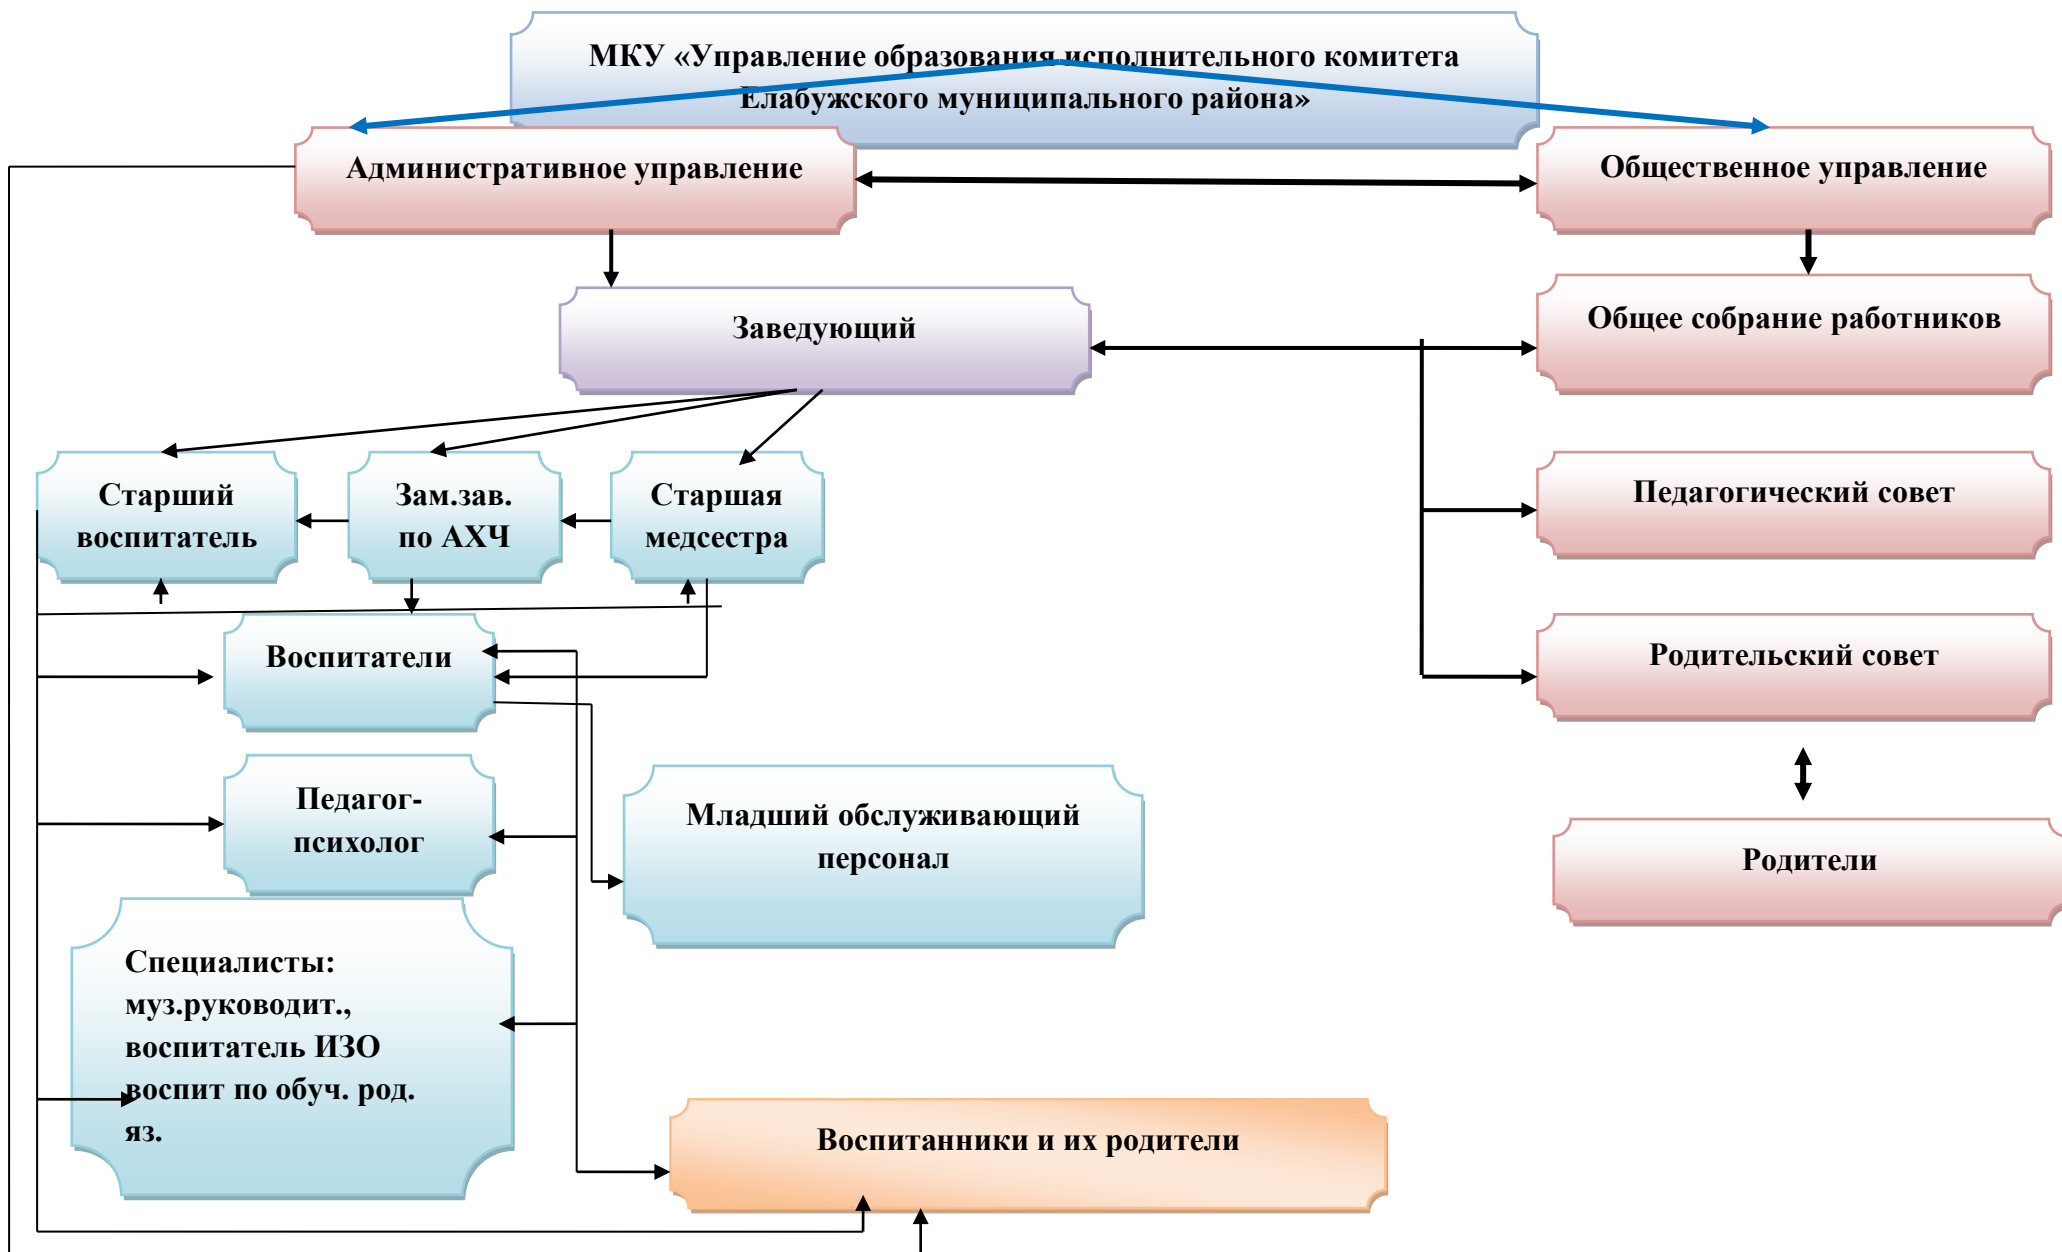 МКУ «Управление образования исполнительного комитета
Елабужского муниципального района»
Административное управление
Общественное управление
Заведующий
Общее собрание работников
Старший
воспитатель
Зам.зав.
по АХЧ
Старшая
медсестра
Педагогический совет
Воспитатели
Родительский совет
Педагог-
психолог
Младший обслуживающий
персонал
Родители
Специалисты:
муз.руководит.,
воспитатель ИЗО
воспит по обуч. род.
яз.
Воспитанники и их родители